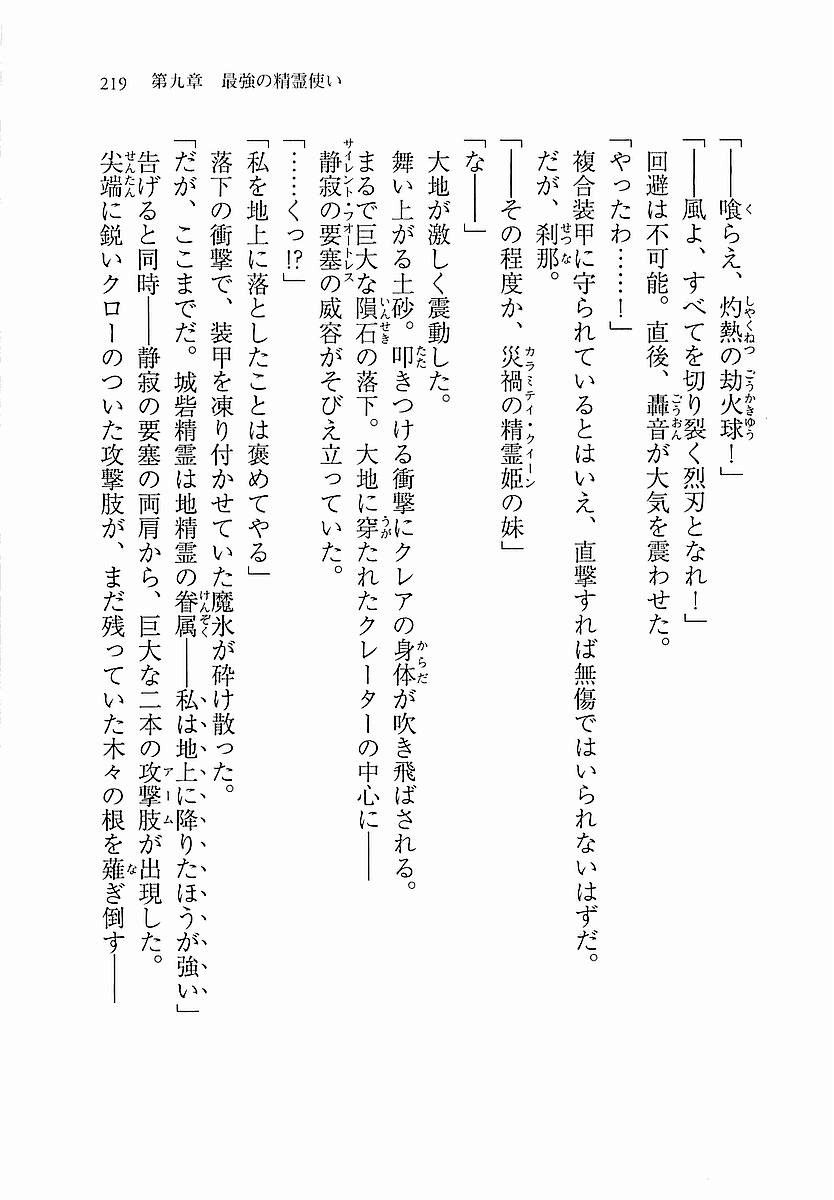 219　第九章　最強の精霊使い
「――喰らえ、灼熱の劫火球！」
「――風よ、すべてを切り裂く烈刃となれ！」
回避は不可能。直後、轟音が大気を震わせた。
「やったわ……！」
複合装甲に守られているとはいえ、直撃すれば無傷ではいられないはずだ。
だが、刹那。
「――その程度か、災禍の精霊姫の妹」
「な――」
大地が激しく震動した。
舞い上がる土砂。叩きつける衝撃にクレアの身体が吹き飛ばされる。
まるで巨大な隕石の落下。大地に穿たれたクレーターの中心に――
静寂の要塞の威容がそびえ立っていた。
「……くっ!?」
「私を地上に落としたことは褒めてやる」
落下の衝撃で、装甲を凍り付かせていた魔氷が砕け散った。
「だが、ここまでだ。城砦精霊は地精霊の眷属――私は地上に降りたほうが強い」
告げると同時――静寂の要塞の両肩から、巨大な二本の攻撃肢が出現した。
尖端に鋭いクローのついた攻撃肢が、まだ残っていた木々の根を薙ぎ倒す――